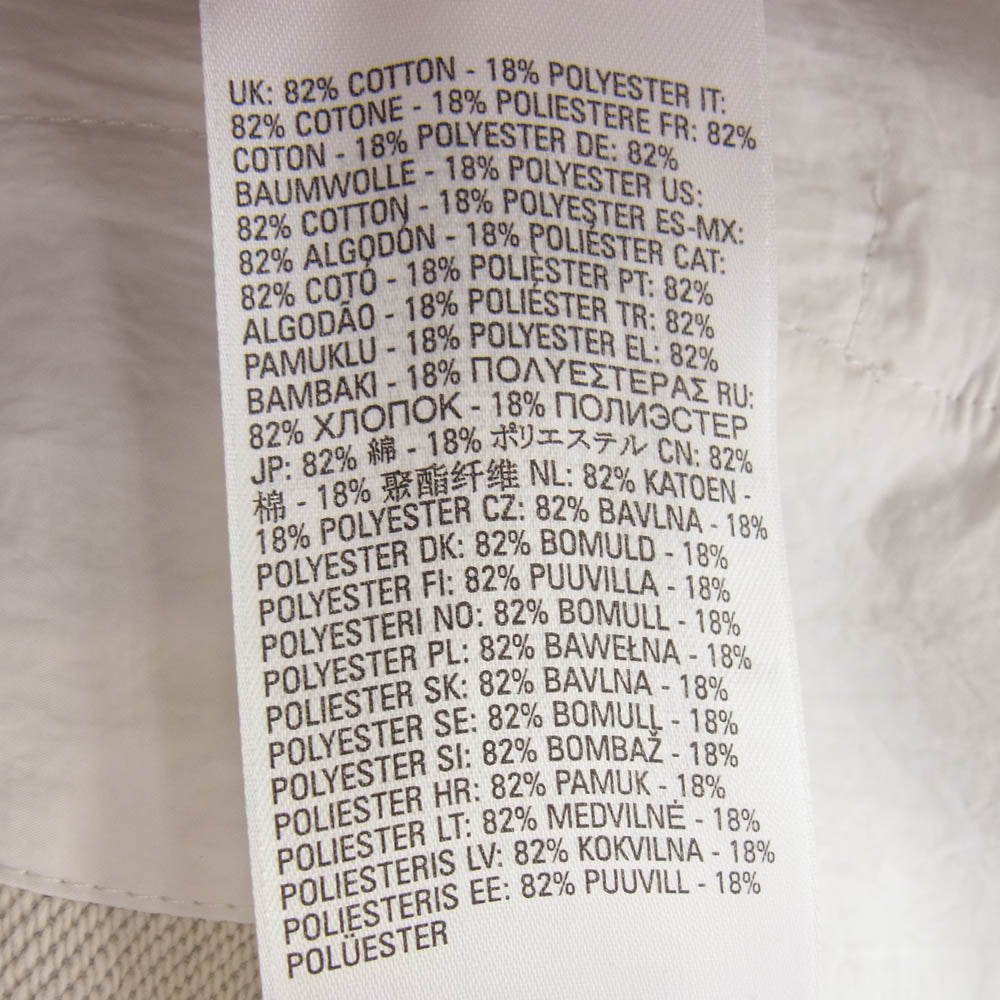 UK: 82% COTTON - 18% POLYESTER IT:
82% COTONE - 18% POLIESTERE FR: 82%
COTON - 18% POLYESTER DE: 82%
BAUMWOLLE - 18% POLYESTER US:
82% COTTON - 18% POLYESTER ES-MX:
82% ALGODÓN - 18% POLIÉSTER CAT:
82% COTÓ - 18% POLIÈSTER PT: 82%
ALGODÃO - 18% POLIÉSTER TR: 82%
PAMUKLU - 18% POLYESTER EL: 82%
BAMBAKI - 18% ΠΟΛΥΕΣΤΕΡΑΣ RU:
82% ХЛОПОК - 18% ПОЛИЭСТЕР
JP: 82% 綿 - 18% ポリエステル CN: 82%
棉 - 18% 聚酯纤维 NL: 82% KATOEN -
18% POLYESTER CZ: 82% BAVLNA - 18%
POLYESTER DK: 82% BOMULD - 18%
POLYESTER FI: 82% PUUVILLA - 18%
POLYESTERI NO: 82% BOMULL - 18%
POLYESTER PL: 82% BAWEŁNA - 18%
POLIESTER SK: 82% BAVLNA - 18%
POLYESTER SE: 82% BOMULL - 18%
POLYESTER SI: 82% BOMBAŽ - 18%
POLIESTER HR: 82% PAMUK - 18%
POLIESTER LT: 82% MEDVILNĖ - 18%
POLIESTERIS LV: 82% KOKVILNA - 18%
POLIESTERIS EE: 82% PUUVILL - 18%
POLÜESTER